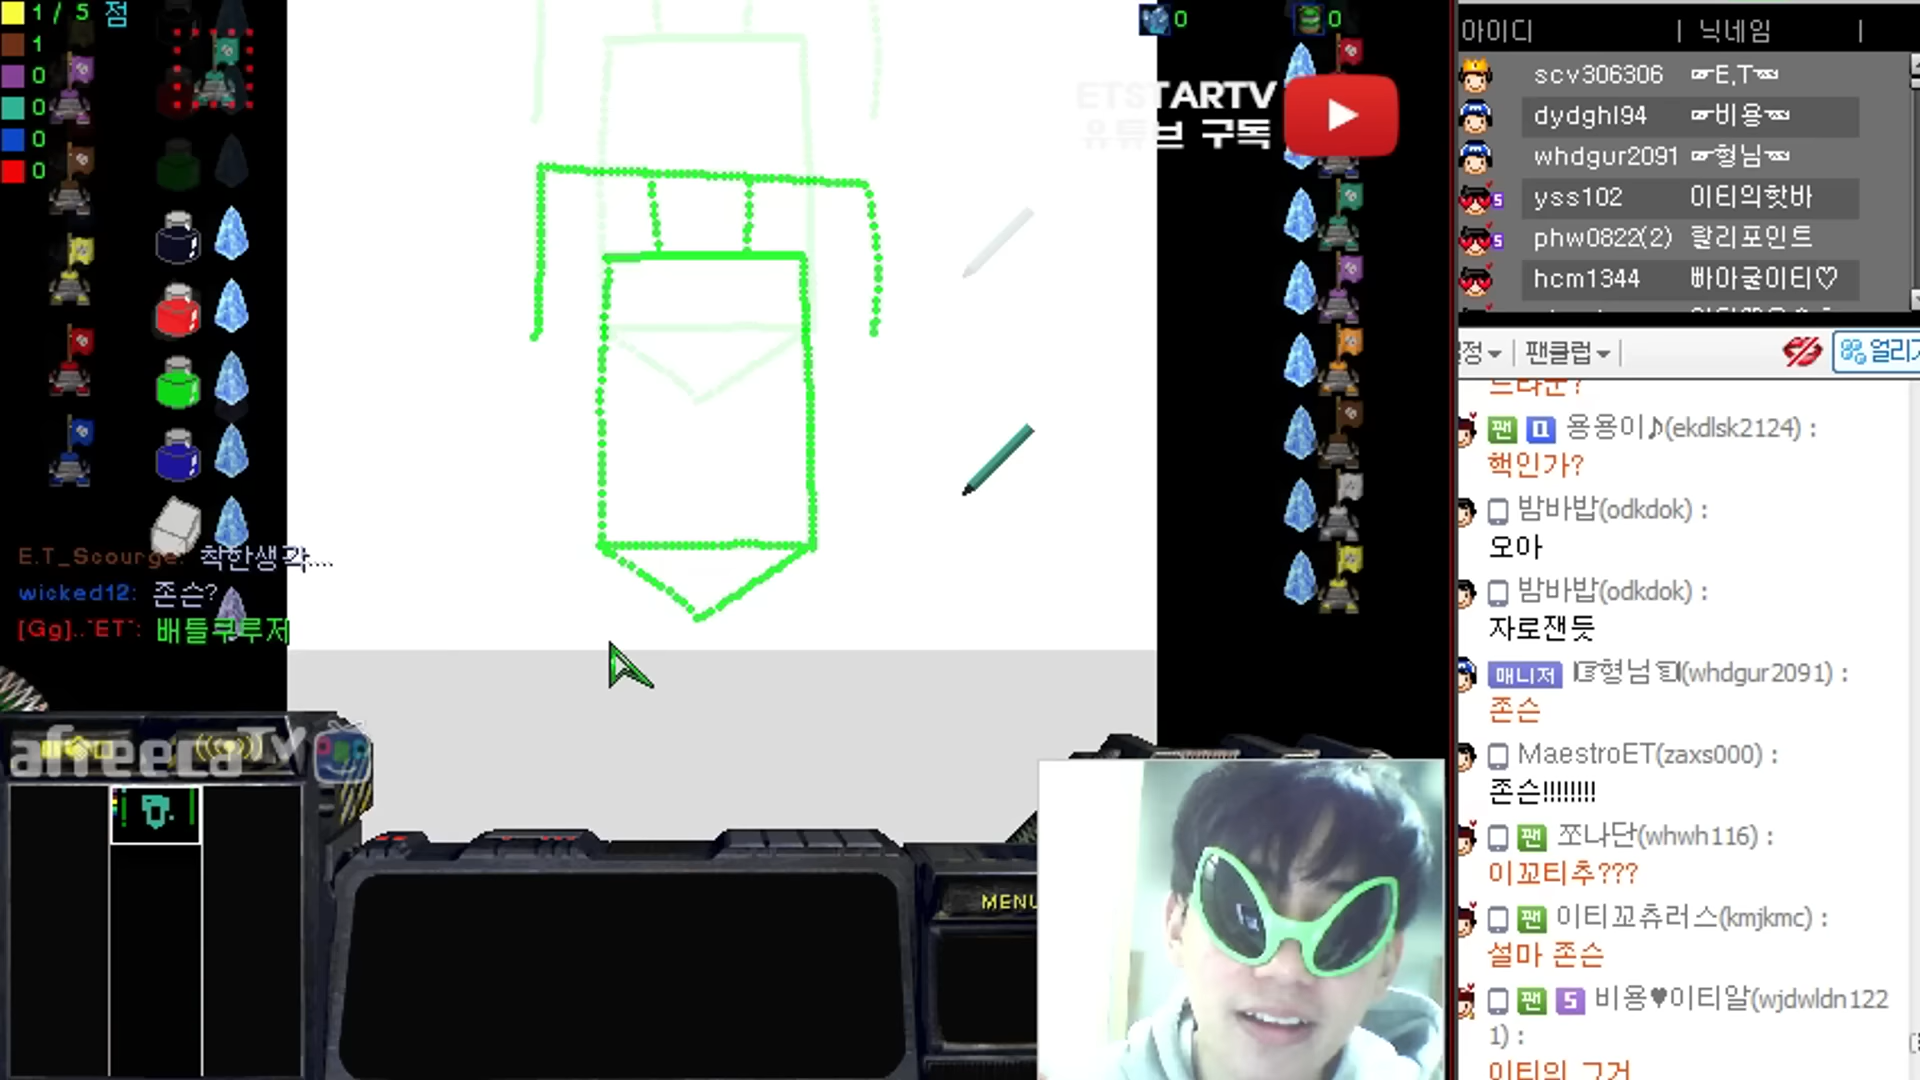 1 / 5 점
1
0
0
0
0
0
0
ETSTARTV
유튜브 구독
E.T_Scourge: 착한생각....
wicked12: 존슨?
[Gg]..`ET`: 배틀쿠루저
afreecaTV
MENU
아이디 | 닉네임 |
scv306306 ☞E,T☜
dydghl94 ☞비용☜
whdgur2091 ☞형님☜
yss102 이티의핫바
phw0822(2) 랄리포인트
hcm1344 빠아굴이티♡
팬클럽
용용이♪(ekdlsk2124) :
핵인가?
밤바밥(odkdok) :
오아
밤바밥(odkdok) :
자로잰듯
매니저 ☞형님☜(whdgur2091) :
존슨
MaestroET(zaxs000) :
존슨!!!!!!!!
팬 쪼나단(whwh116) :
이꼬티추???
팬 이티꼬츄러스(kmjkmc) :
설마 존슨
팬 5 비용♥이티알(wjdwldn122
1) :
이티의 그거